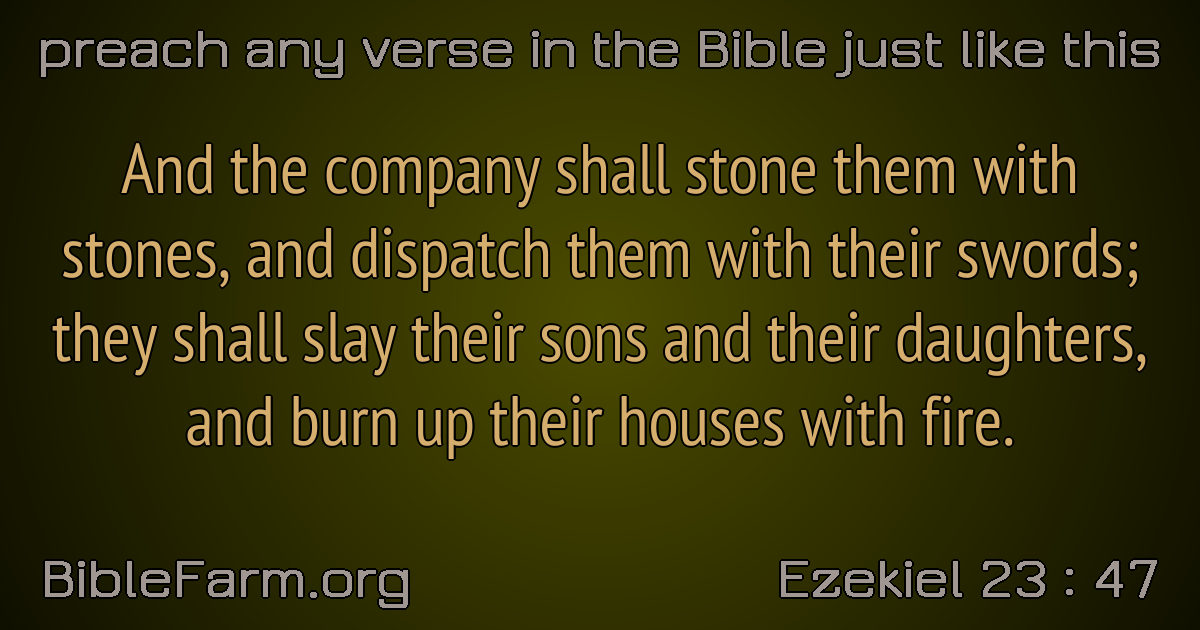 preach any verse in the Bible just like this
And the company shall stone them with
stones, and dispatch them with their swords;
they shall slay their sons and their daughters,
and burn up their houses with fire.
BibleFarm.org
Ezekiel 23 : 47